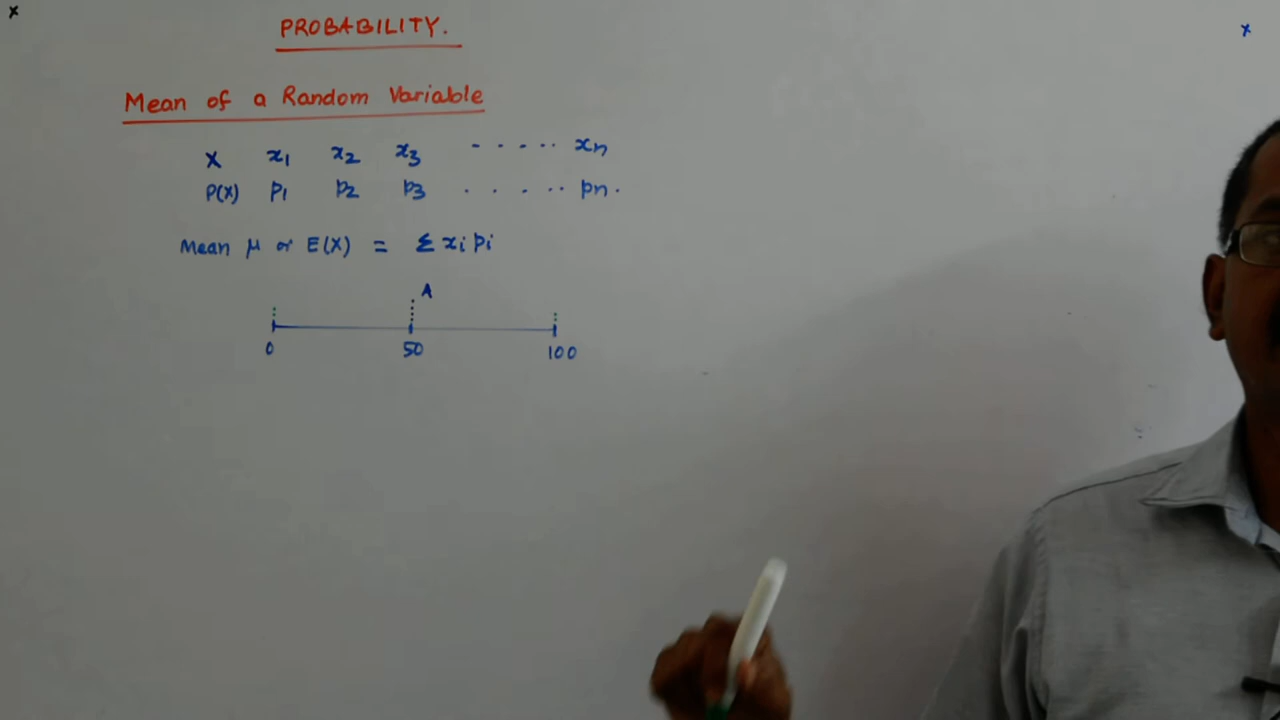 x
x
PROBABILITY.
Mean of a Random Variable
X x1 x2 x3 ..... xn
P(X) p1 p2 p3 ..... pn.
Mean μ or E(X) = Σ xi pi
A
0 50 100